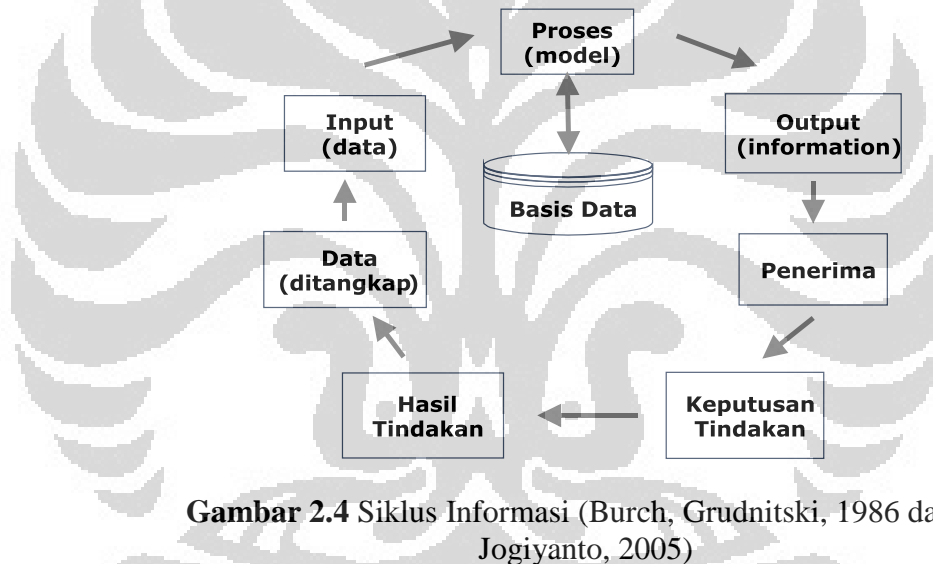 Proses
(model)
Input
(data)
Output
(information)
Basis Data
Data
(ditangkap)
Penerima
Hasil
Tindakan
Keputusan
Tindakan
Gambar 2.4 Siklus Informasi (Burch, Grudnitski, 1986 da
Jogiyanto, 2005)